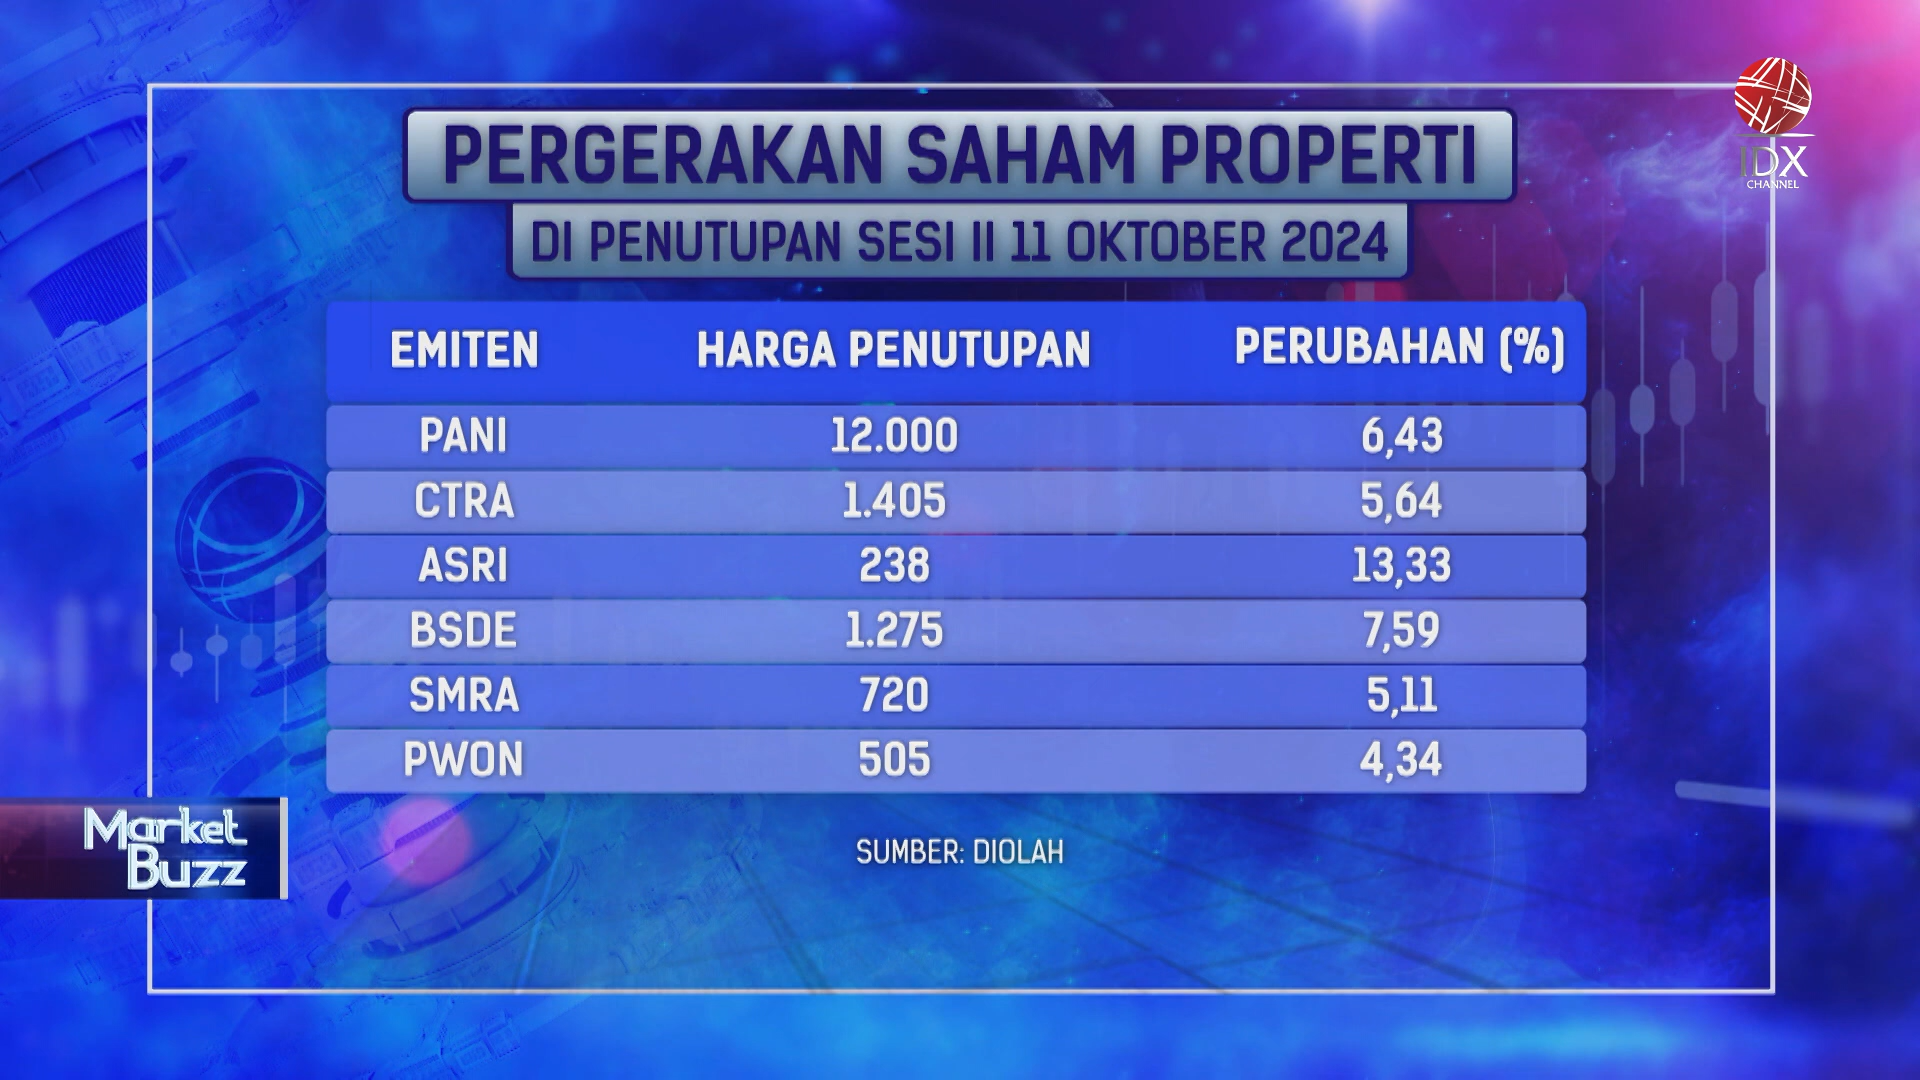 PERGERAKAN SAHAM PROPERTI
IDX
CHANNEL
DI PENUTUPAN SESI II 11 OKTOBER 2024
EMITEN HARGA PENUTUPAN PERUBAHAN (%)
PANI 12.000 6,43
CTRA 1.405 5,64
ASRI 238 13,33
BSDE 1.275 7,59
SMRA 720 5,11
PWON 505 4,34
Market
Buzz
SUMBER: DIOLAH